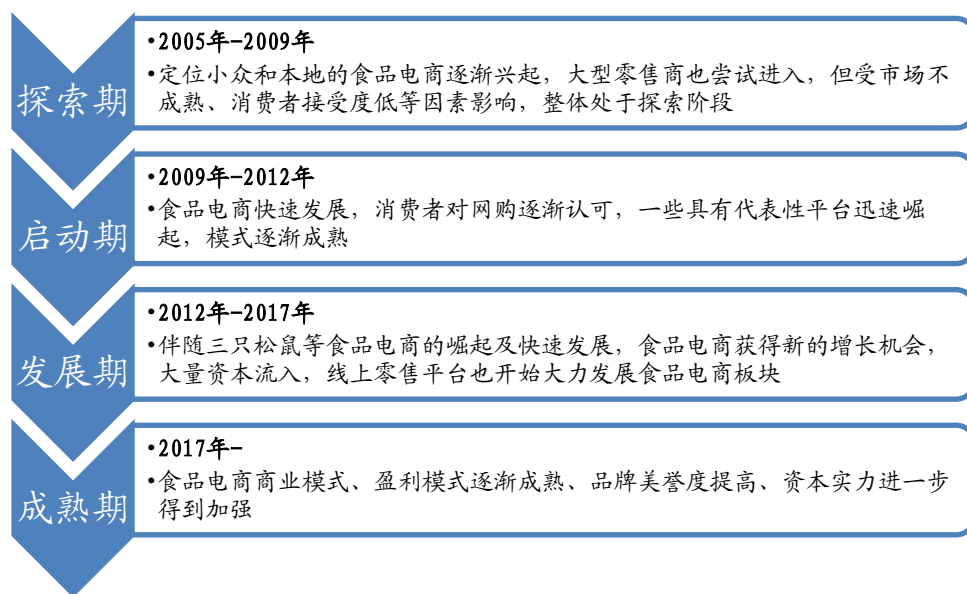 探索期
•2005年-2009年
•定位小众和本地的食品电商逐渐兴起，大型零售商也尝试进入，但受市场不
成熟、消费者接受度低等因素影响，整体处于探索阶段
启动期
•2009年-2012年
•食品电商快速发展，消费者对网购逐渐认可，一些具有代表性平台迅速崛
起，模式逐渐成熟
发展期
•2012年-2017年
•伴随三只松鼠等食品电商的崛起及快速发展，食品电商获得新的增长机会，
大量资本流入，线上零售平台也开始大力发展食品电商板块
成熟期
•2017年-
•食品电商商业模式、盈利模式逐渐成熟、品牌美誉度提高、资本实力进一步
得到加强